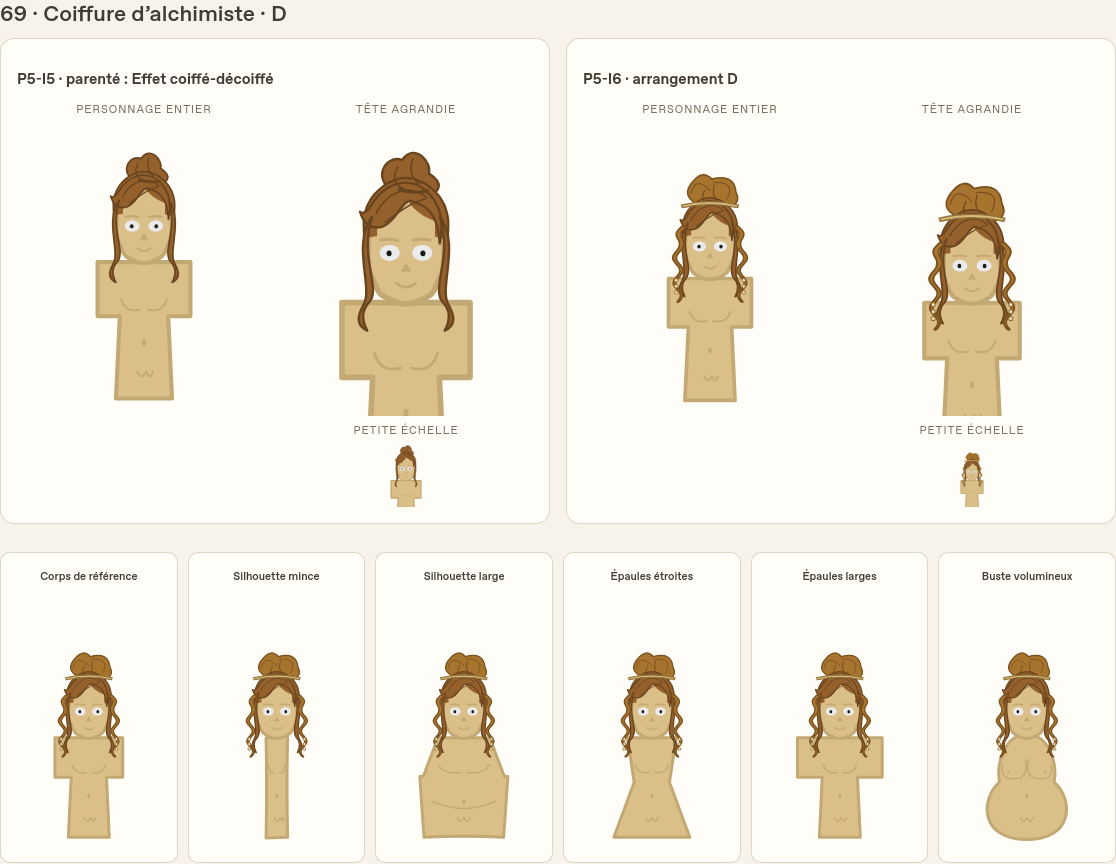 69 · Coiffure d’alchimiste · D
P5-I5 · parenté : Effet coiffé-décoiffé
PERSONNAGE ENTIER
TÊTE AGRANDIE
PETITE ÉCHELLE
P5-I6 · arrangement D
PERSONNAGE ENTIER
TÊTE AGRANDIE
PETITE ÉCHELLE
Corps de référence
Silhouette mince
Silhouette large
Épaules étroites
Épaules larges
Buste volumineux